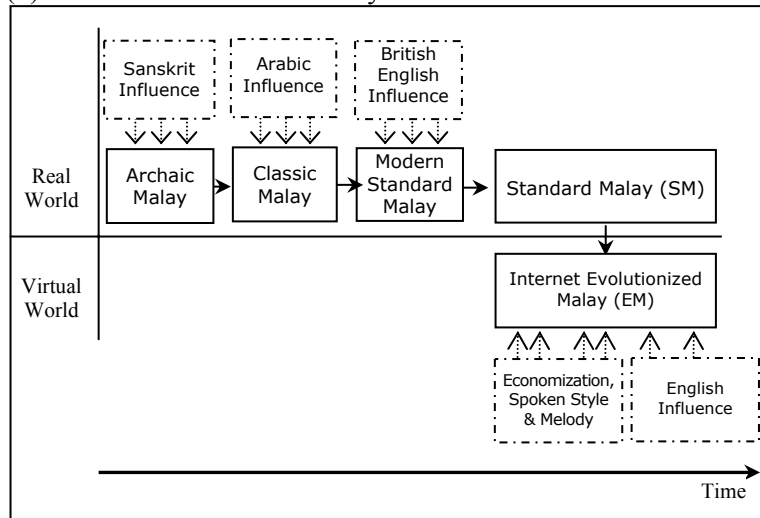 Sanskrit
Influence
Arabic
Influence
British
English
Influence
Real
World
Archaic
Malay
Classic
Malay
Modern
Standard
Malay
Standard Malay (SM)
Virtual
World
Internet Evolutionized
Malay (EM)
Economization,
Spoken Style
& Melody
English
Influence
Time